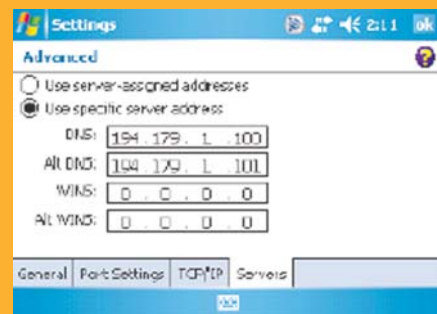 Settings 2:11 ok
Advanced
Use server-assigned addresses
Use specific server address
DNS: 194 . 179 . 1 . 100
Alt DNS: 194 . 179 . 1 . 101
WINS: 0 . 0 . 0 . 0
Alt WINS: 0 . 0 . 0 . 0
General Port Settings TCP/IP Servers